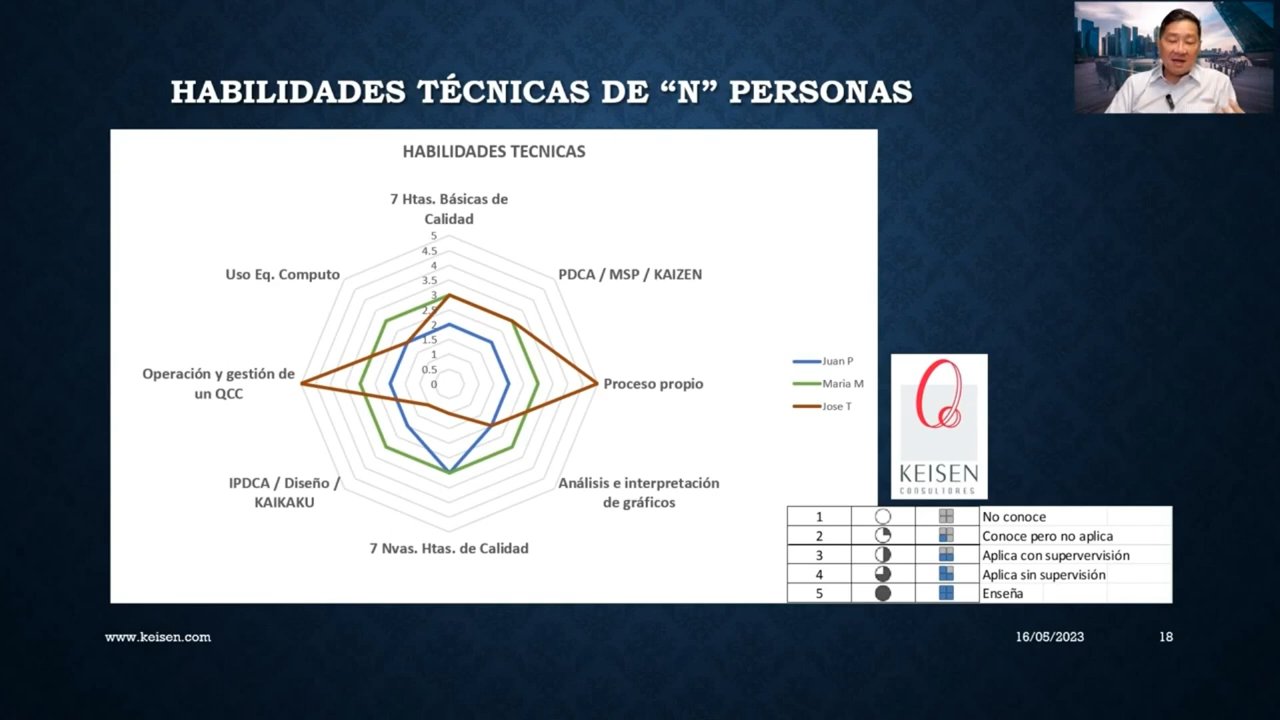 HABILIDADES TÉCNICAS DE “N” PERSONAS
HABILIDADES TECNICAS
7 Htas. Básicas de
Calidad
5
4.5
4
3.5
3
2.5
2
1.5
1
0.5
0
Uso Eq. Computo
PDCA / MSP / KAIZEN
Operación y gestión de
un QCC
Proceso propio
IPDCA / Diseño /
KAIKAKU
Análisis e interpretación
de gráficos
7 Nvas. Htas. de Calidad
Juan P
Maria M
Jose T
KEISEN
CONSULTORES
1 No conoce
2 Conoce pero no aplica
3 Aplica con supervervisión
4 Aplica sin supervisión
5 Enseña
www.keisen.com
16/05/2023
18